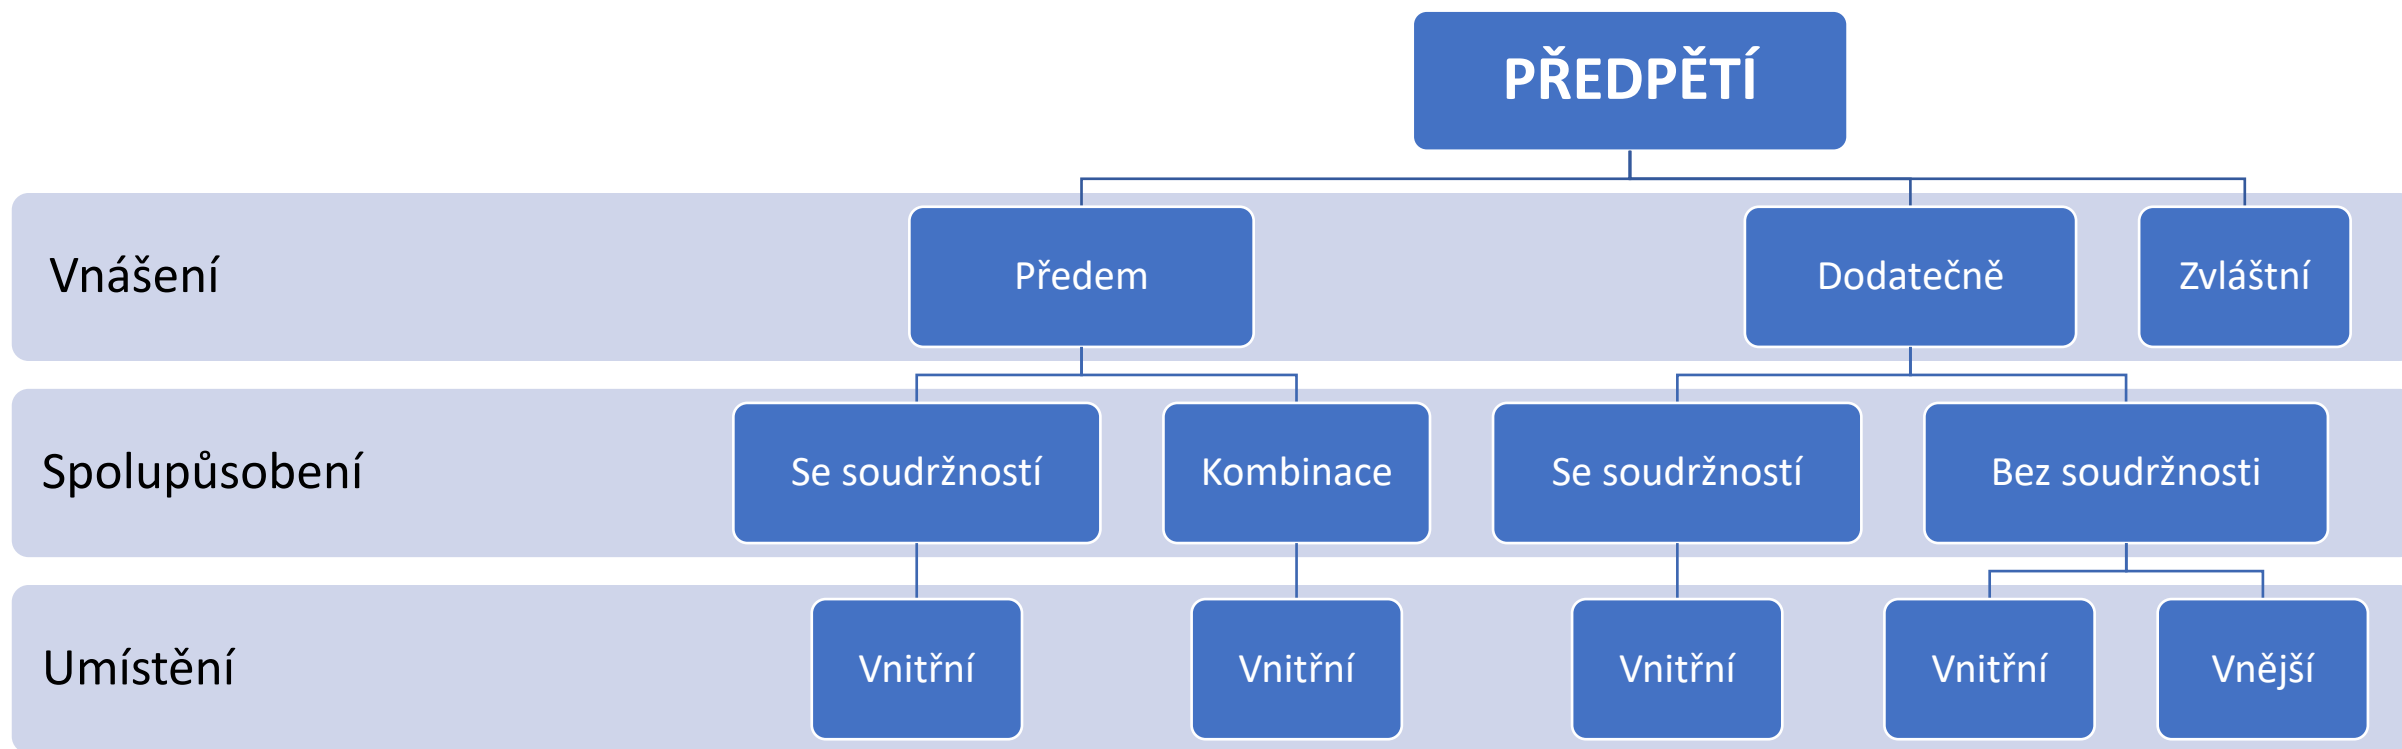 PŘEDPĚTÍ
Vnášení
Předem
Dodatečně
Zvláštní
Spolupůsobení
Se soudržností
Kombinace
Se soudržností
Bez soudržnosti
Umístění
Vnitřní
Vnitřní
Vnitřní
Vnitřní
Vnější